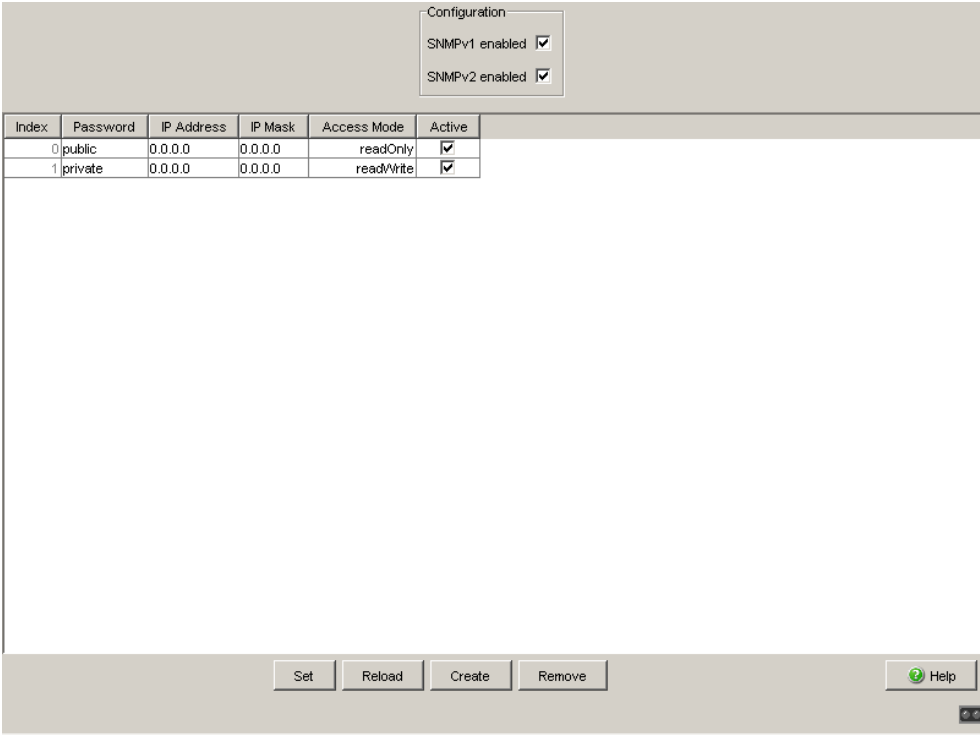 Configuration
SNMPv1 enabled
SNMPv2 enabled
Index Password IP Address IP Mask Access Mode Active
0 public 0.0.0.0 0.0.0.0 readOnly
1 private 0.0.0.0 0.0.0.0 readWrite
Set Reload Create Remove Help